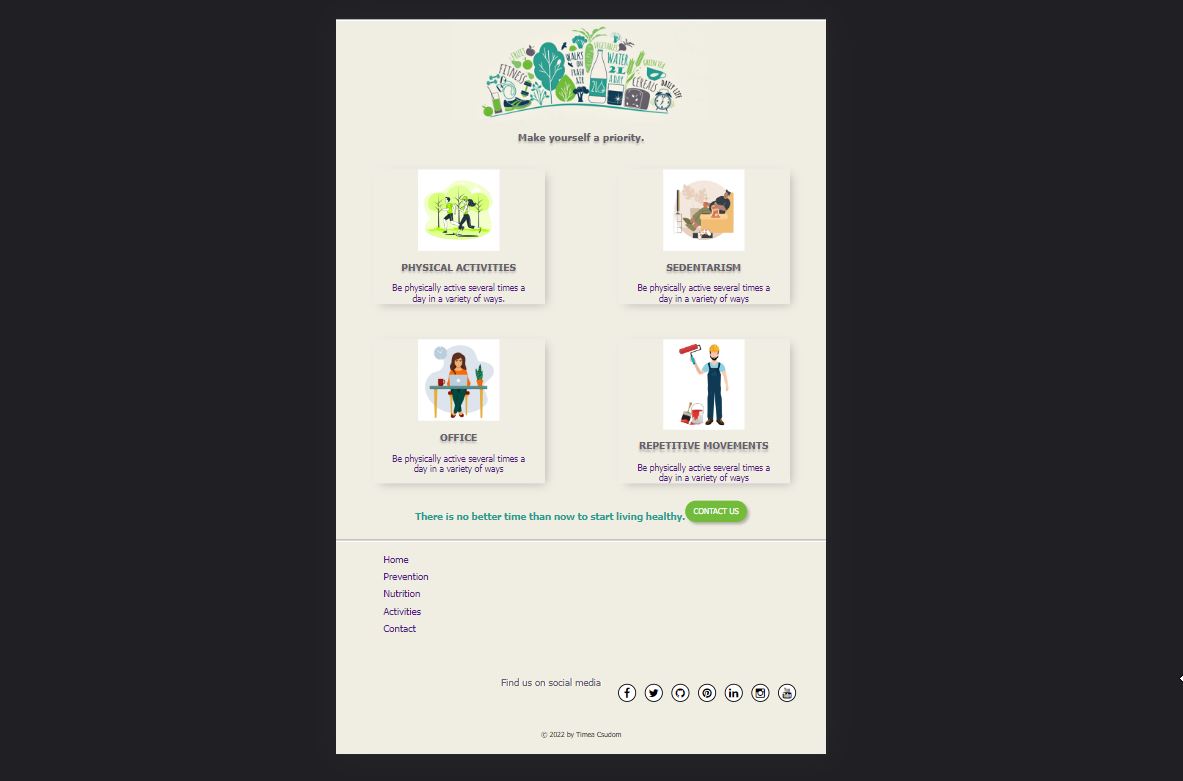 FRUITS
VEGETABLES
WALKS
ON
FRESH
AIR
WATER
2L
A DAY
GREEN TEA
FITNESS
CEREALS
DAILY LIFE
2L
Make yourself a priority.
PHYSICAL ACTIVITIES
Be physically active several times a
day in a variety of ways.
SEDENTARISM
Be physically active several times a
day in a variety of ways
OFFICE
Be physically active several times a
day in a variety of ways
REPETITIVE MOVEMENTS
Be physically active several times a
day in a variety of ways
There is no better time than now to start living healthy.
CONTACT US
Home
Prevention
Nutrition
Activities
Contact
Find us on social media
© 2022 by Timea Csudom